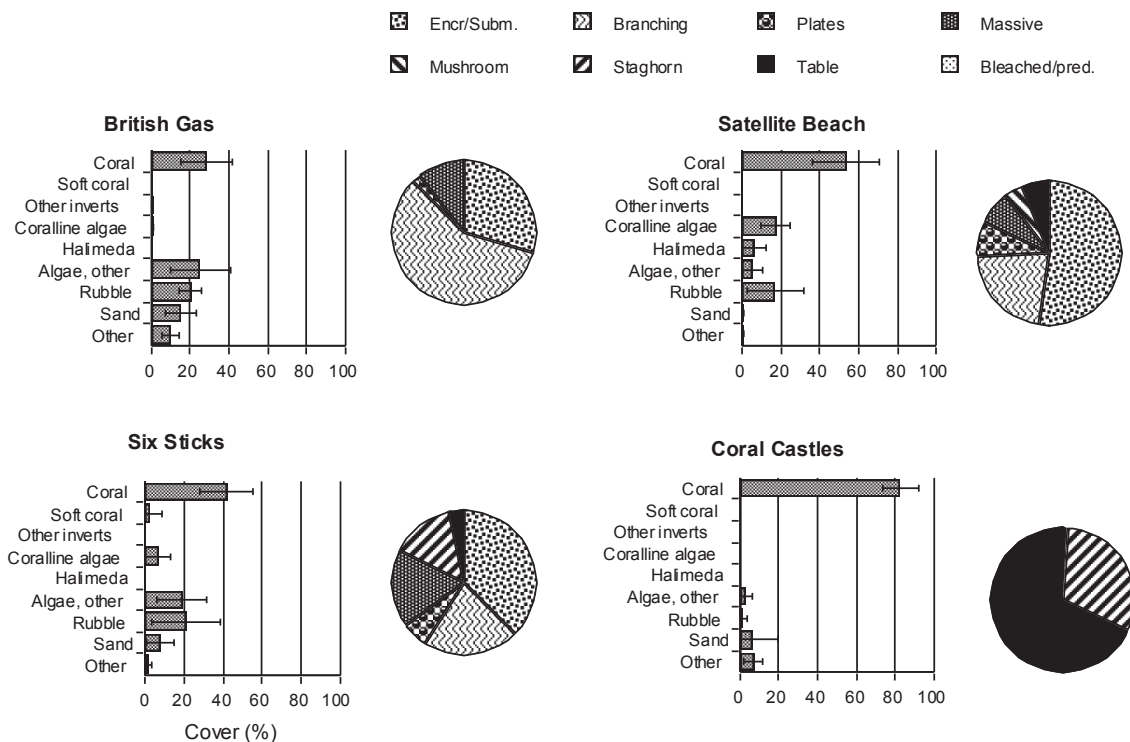 Encr/Subm. Branching Plates Massive
Mushroom Staghorn Table Bleached/pred.
British Gas
Coral
Soft coral
Other inverts
Coralline algae
Halimeda
Algae, other
Rubble
Sand
Other
0 20 40 60 80 100
Satellite Beach
Coral
Soft coral
Other inverts
Coralline algae
Halimeda
Algae, other
Rubble
Sand
Other
0 20 40 60 80 100
Six Sticks
Coral
Soft coral
Other inverts
Coralline algae
Halimeda
Algae, other
Rubble
Sand
Other
0 20 40 60 80 100
Cover (%)
Coral Castles
Coral
Soft coral
Other inverts
Coralline algae
Halimeda
Algae, other
Rubble
Sand
Other
0 20 40 60 80 100